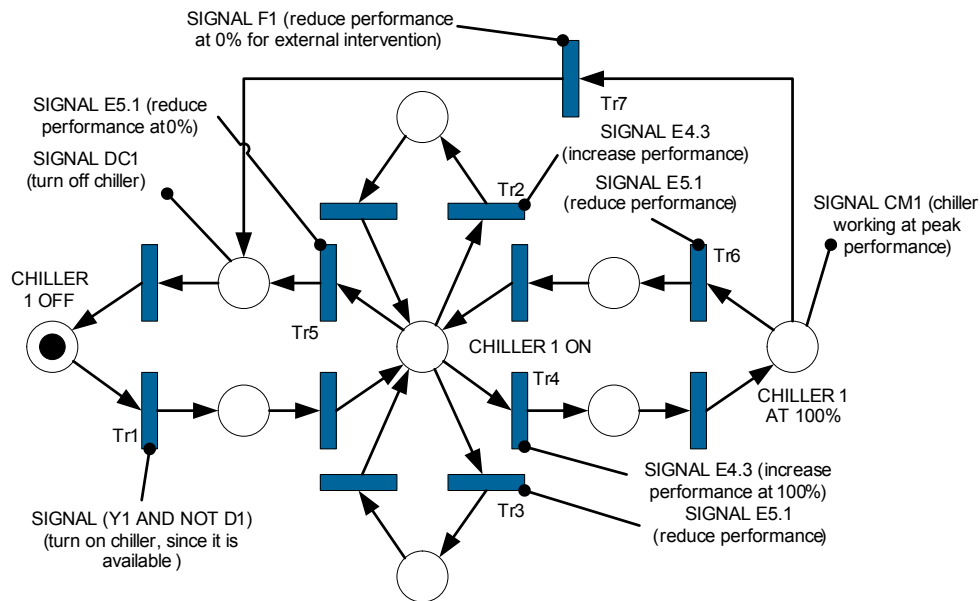 SIGNAL F1 (reduce performance
at 0% for external intervention)
Tr7
SIGNAL E5.1 (reduce
performance at 0%)
SIGNAL DC1
(turn off chiller)
SIGNAL E4.3
(increase performance)
Tr2
SIGNAL E5.1
(reduce performance)
SIGNAL CM1 (chiller
working at peak
performance)
Tr6
CHILLER
1 OFF
Tr5
CHILLER 1 ON
Tr4
CHILLER 1
AT 100%
Tr1
SIGNAL E4.3 (increase
performance at 100%)
Tr3
SIGNAL E5.1
(reduce performance)
SIGNAL (Y1 AND NOT D1)
(turn on chiller, since it is
available )